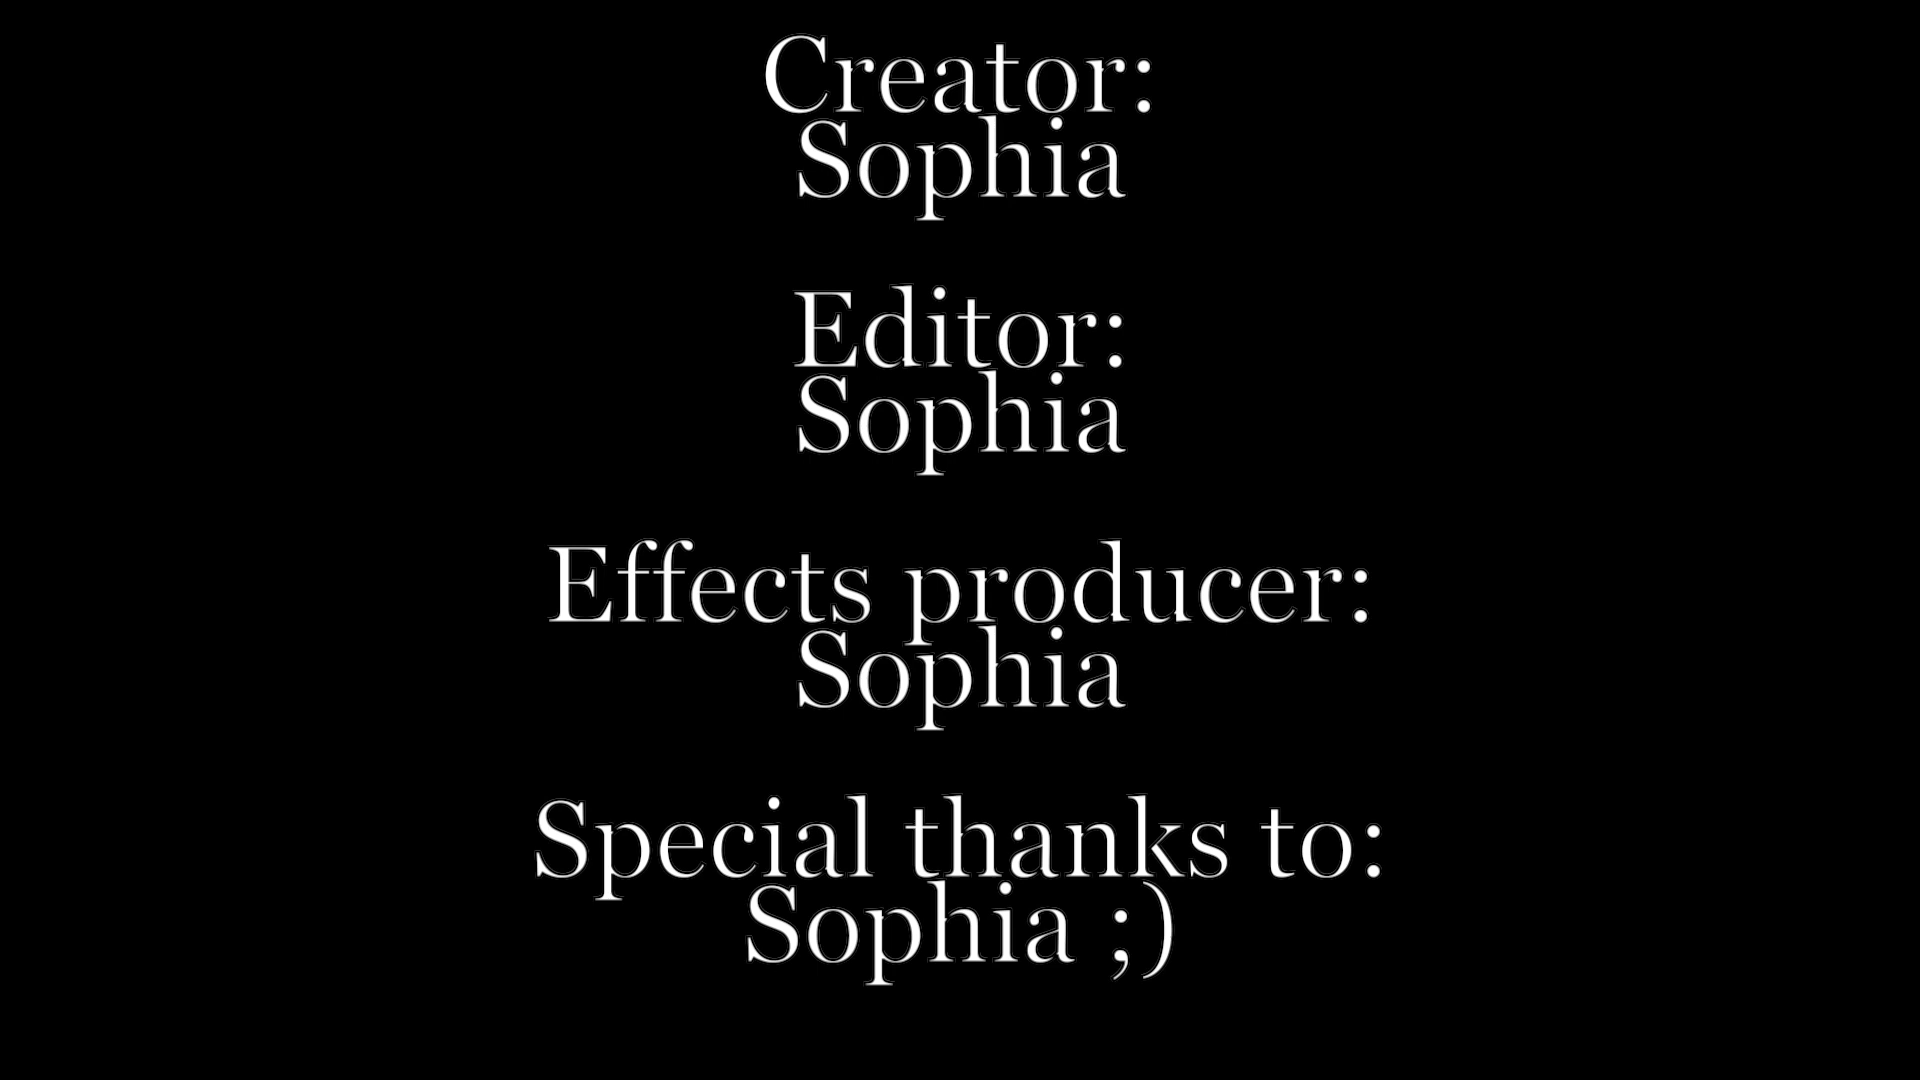 Creator:
Sophia
Editor:
Sophia
Effects producer:
Sophia
Special thanks to:
Sophia ;)